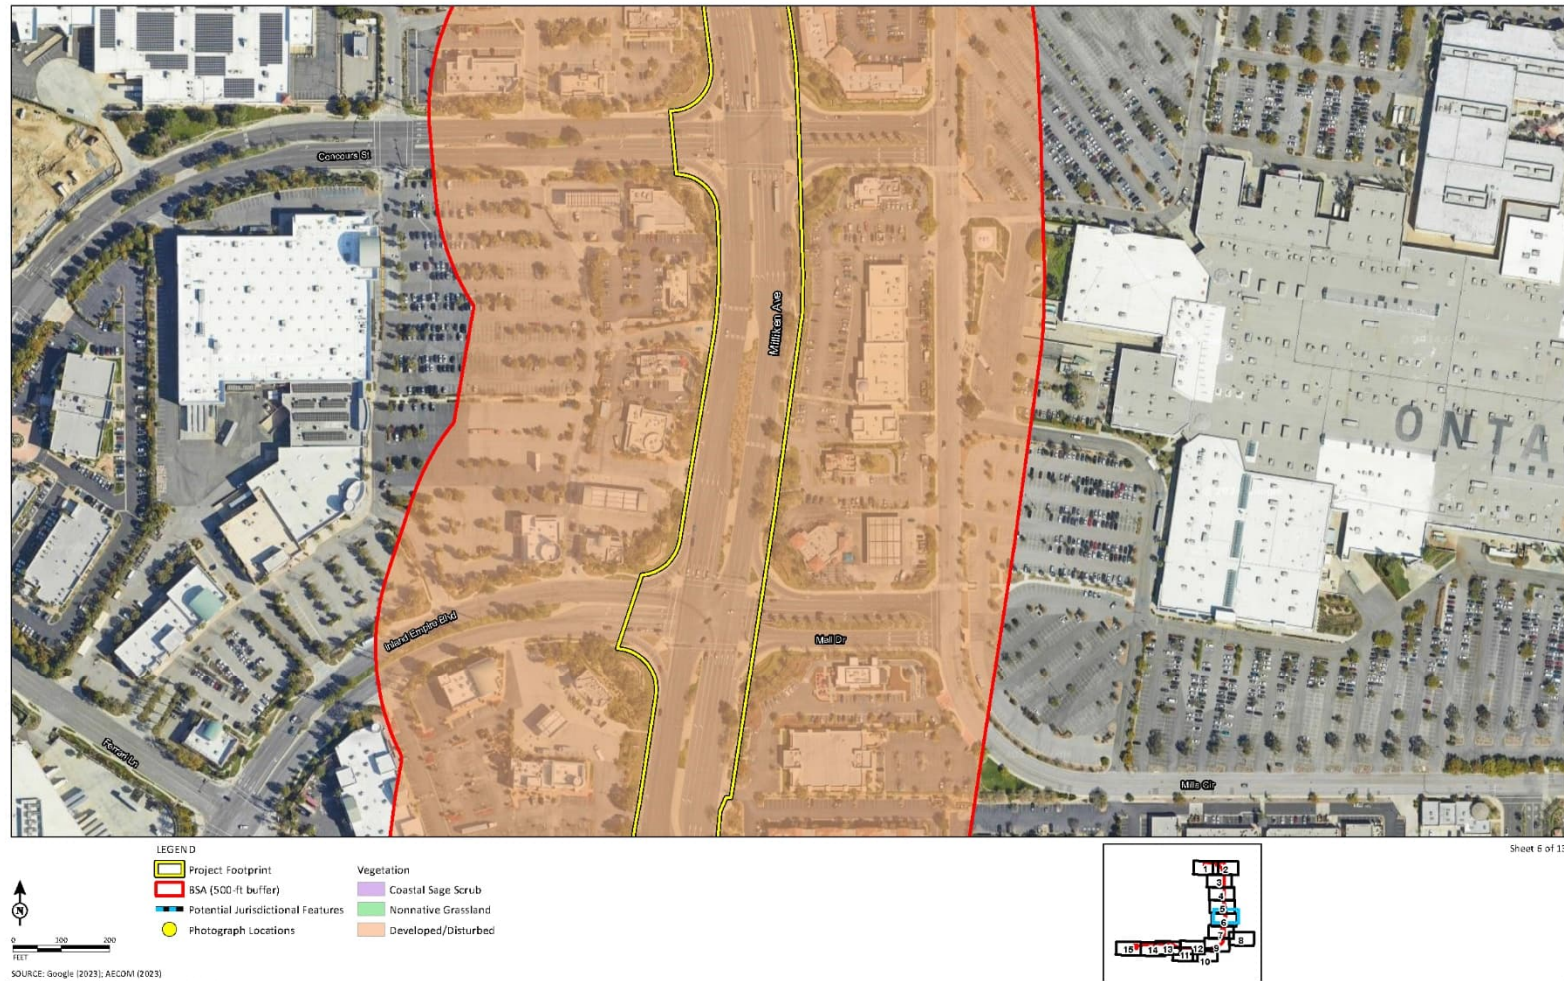 Concours St
Milliken Ave
ONTA
Inland Empire Blvd
Mall Dr
Ferrari Ln
Mills Cir
Sheet 6 of 13
LEGEND
Project Footprint
BSA (500-ft buffer)
Potential Jurisdictional Features
Photograph Locations
Vegetation
Coastal Sage Scrub
Nonnative Grassland
Developed/Disturbed
N
0 100 200
FEET
SOURCE: Google (2023); AECOM (2023)
1 2
3
4
5
6
7 8
15 14 13 12 9
11
10